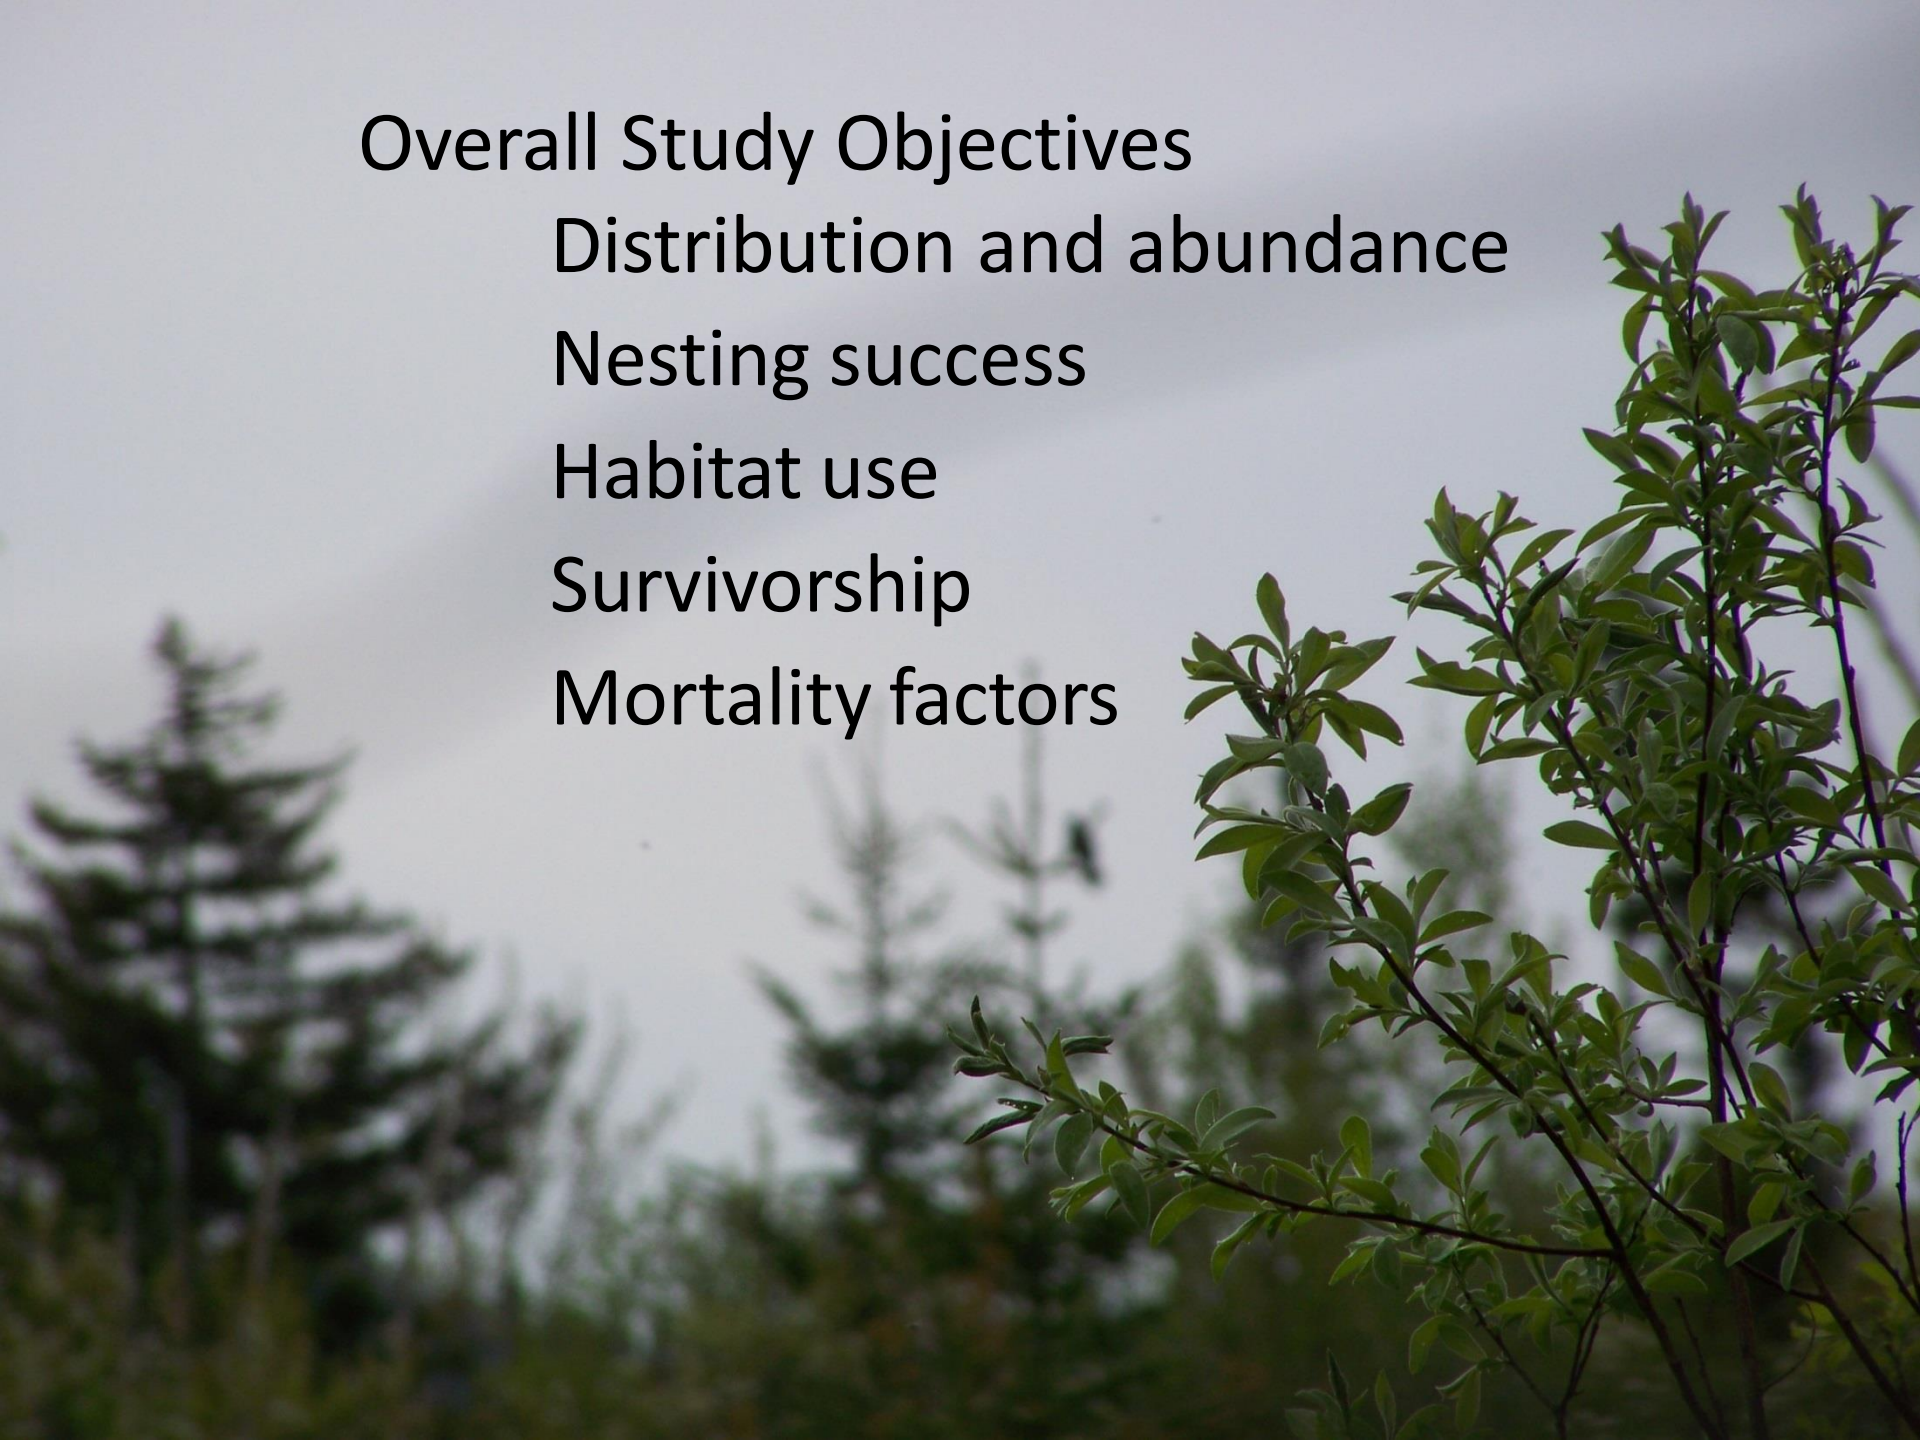 Overall Study Objectives
Distribution and abundance
Nesting success
Habitat use
Survivorship
Mortality factors